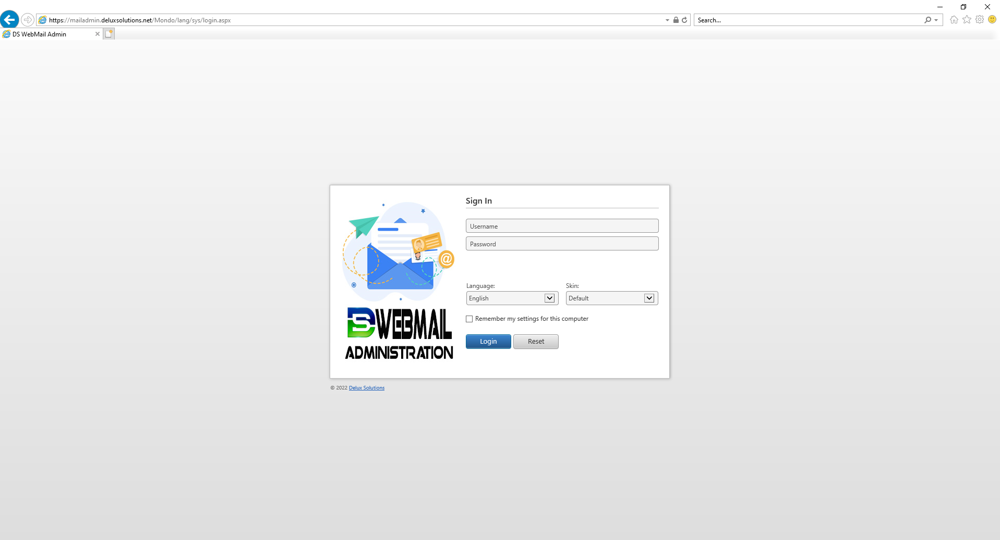 https://mailadmin.deluxsolutions.net/Mondo/lang/sys/login.aspx
Search...
DS WebMail Admin
Sign In
Username
Password
Language:
Skin:
English
Default
Remember my settings for this computer
Login
Reset
@
DS WEBMAIL
ADMINISTRATION
© 2022 Delux Solutions